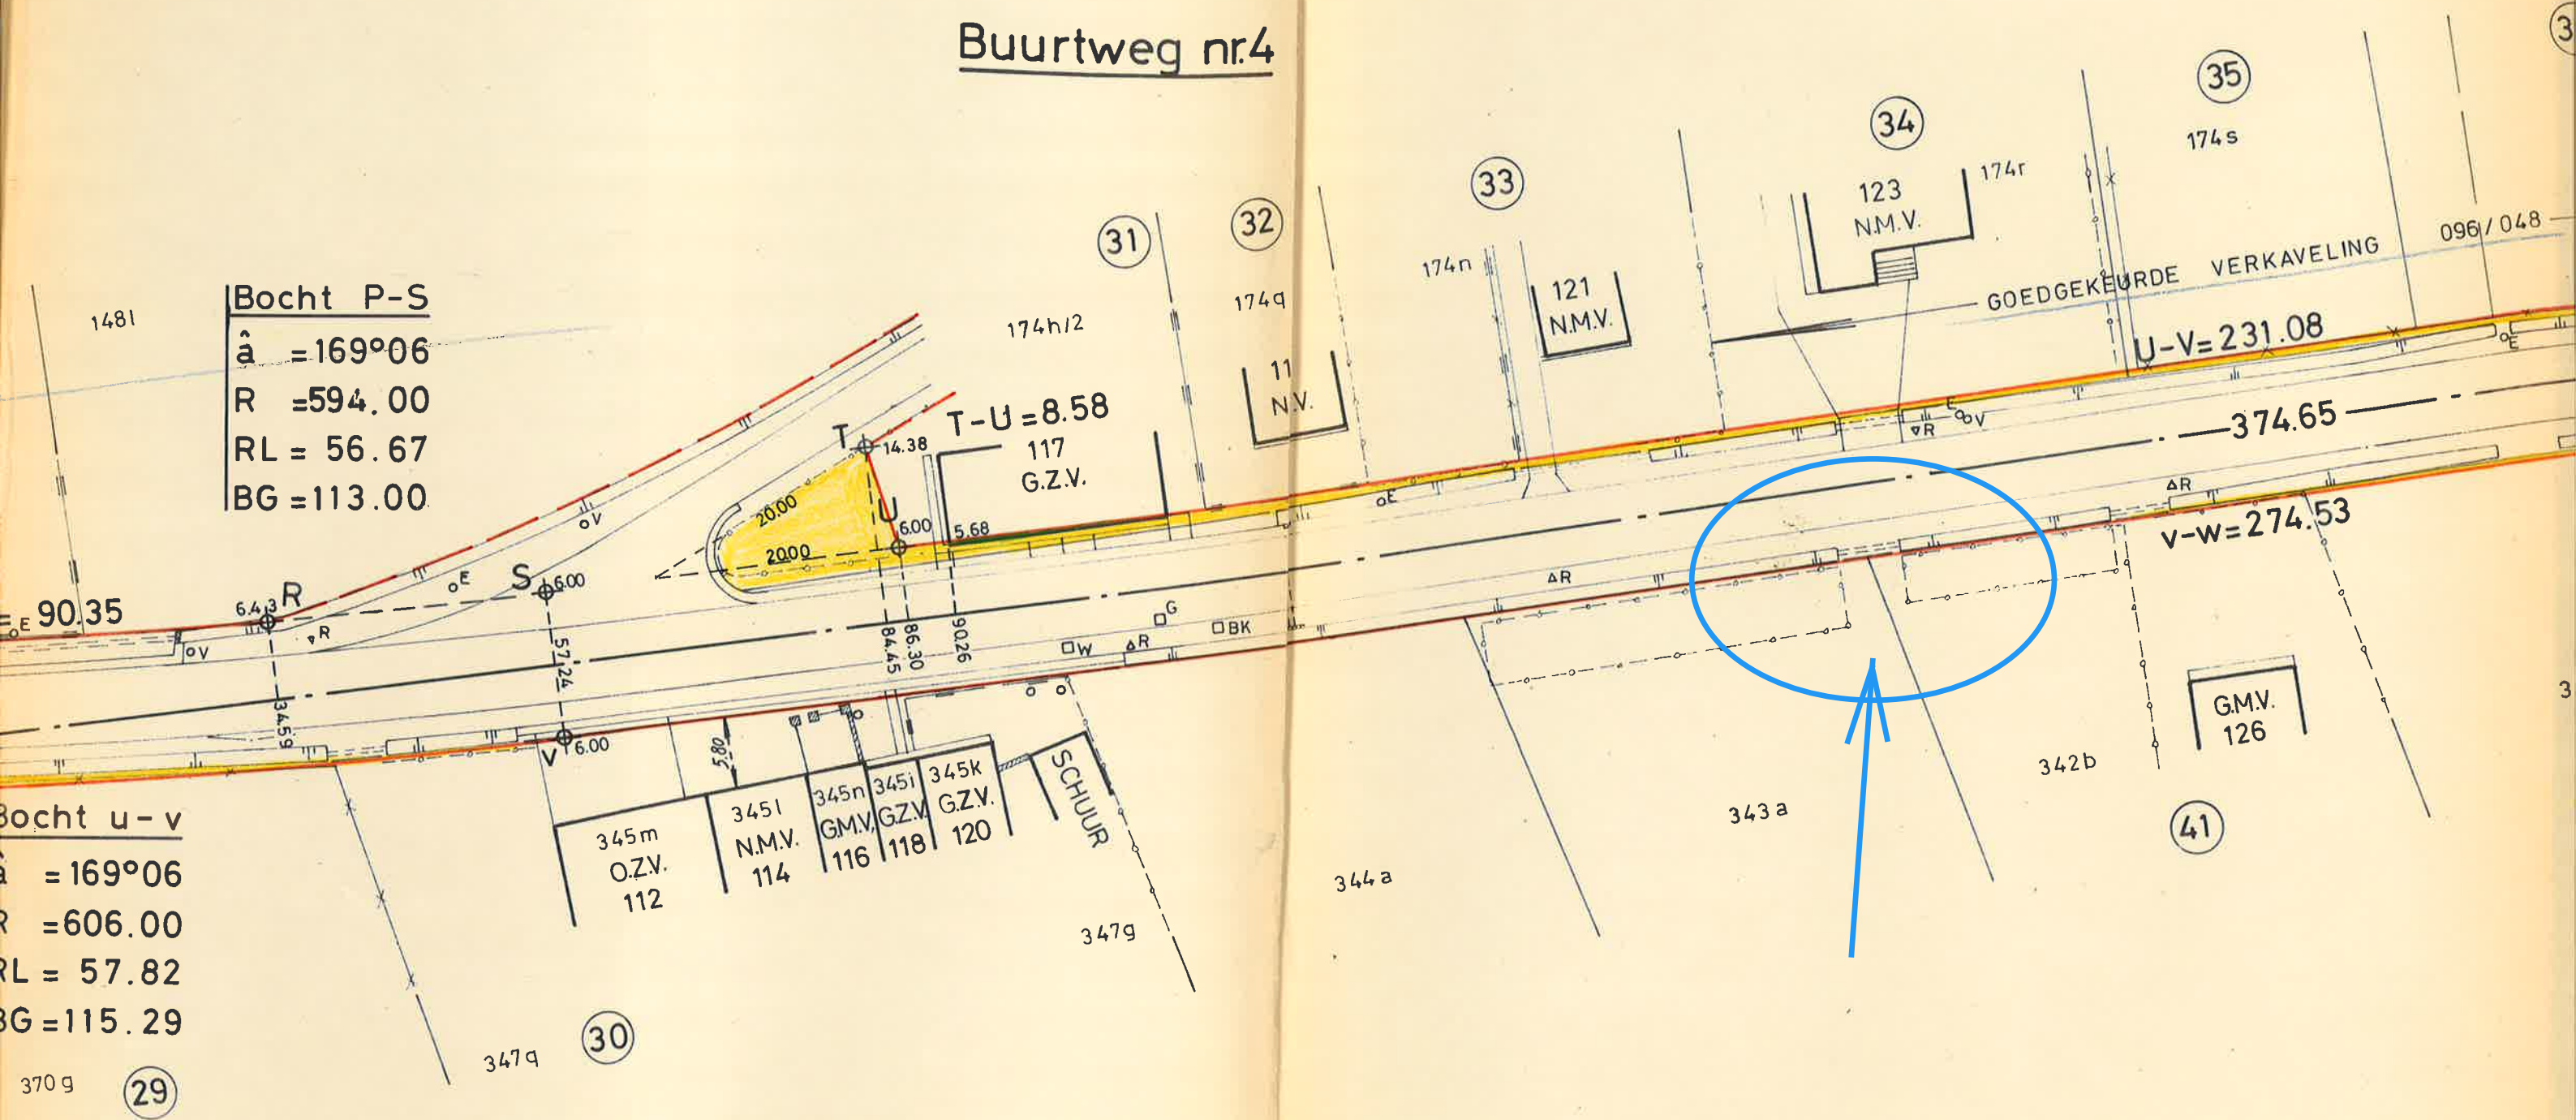 Buurtweg nr.4
35
34
174s
33
123
N.M.V.
174r
31
32
096/048
174n
GOEDGEKEURDE VERKAVELING
Bocht P-S
â = 169°06
R = 594.00
RL = 56.67
BG = 113.00
148l
174h/2
174q
121
N.M.V.
11
N.V.
U-V = 231.08
374.65
T-U = 8.58
117
G.Z.V.
T
14.38
20.00
20.00
U
6.00
5.68
E
E
V
R
oE
ΔR
ΔR
V-W = 274.53
90.35
E
6.43
R
S
6.00
E
V
R
V
34.59
57.24
84.45
86.30
90.26
G
BK
W
ΔR
V
6.00
5.80
345m
O.Z.V.
112
345l
N.M.V.
114
345n
G.M.V.
116
345i
G.Z.V.
118
345k
G.Z.V.
120
SCHUUR
G.M.V.
126
342b
343a
41
344a
347g
Bocht u-v
= 169°06
= 606.00
RL = 57.82
BG = 115.29
30
347q
370g
29